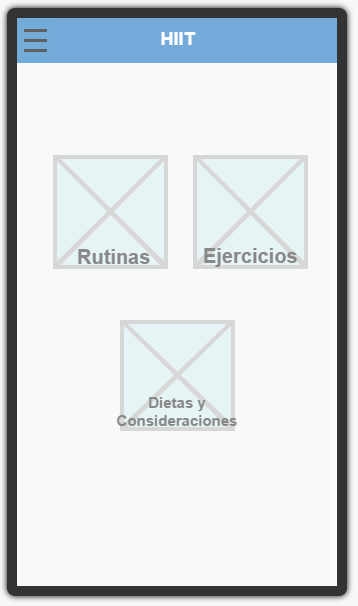 HIIT
Rutinas
Ejercicios
Dietas y
Consideraciones